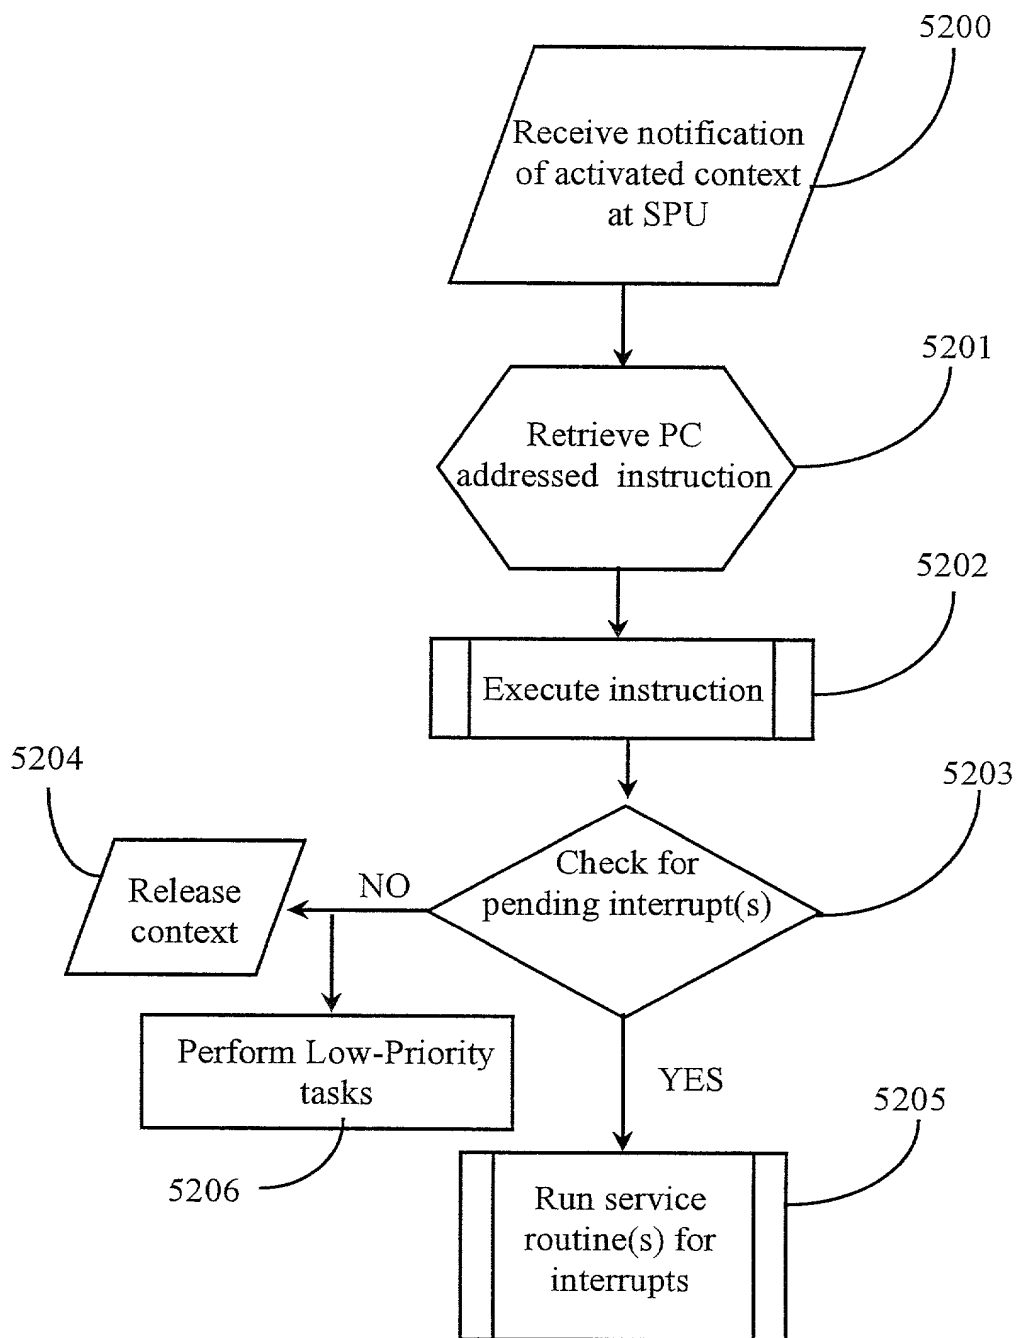 5200
Receive notification
of activated context
at SPU
5201
Retrieve PC
addressed instruction
5202
Execute instruction
5204
5203
Check for
pending interrupt(s)
NO
Release
context
Perform Low-Priority
tasks
YES
5205
5206
Run service
routine(s) for
interrupts